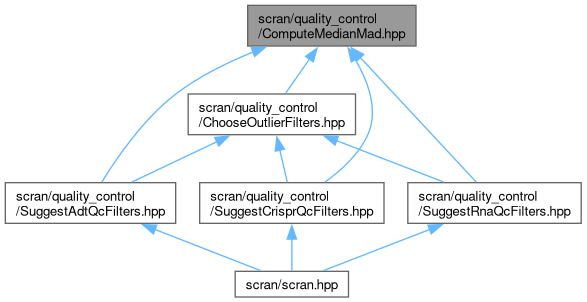 scran/quality_control
/ComputeMedianMad.hpp
scran/quality_control
/ChooseOutlierFilters.hpp
scran/quality_control
/SuggestAdtQcFilters.hpp
scran/quality_control
/SuggestCrisprQcFilters.hpp
scran/quality_control
/SuggestRnaQcFilters.hpp
scran/scran.hpp